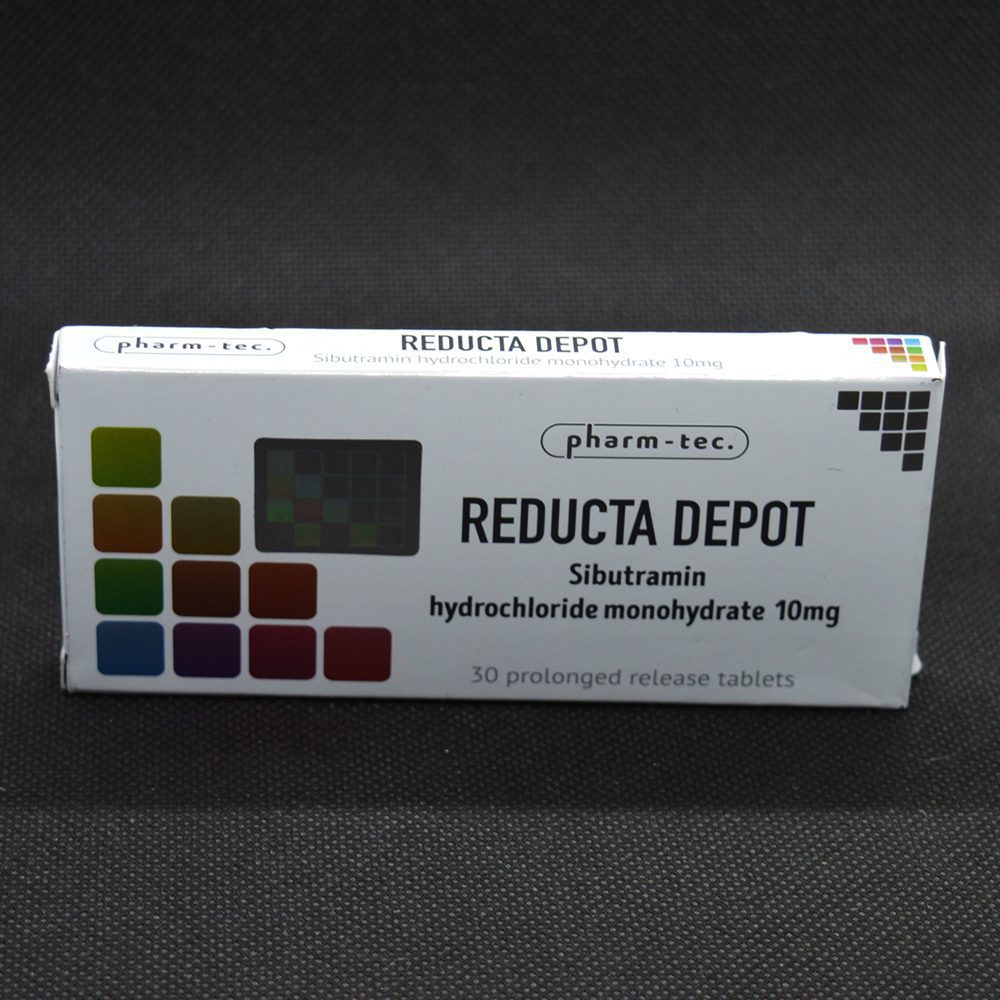 pharm-tec.
REDUCTA DEPOT
Sibutramin hydrochloride monohydrate 10mg
pharm-tec.
REDUCTA DEPOT
Sibutramin
hydrochloride monohydrate 10mg
30 prolonged release tablets